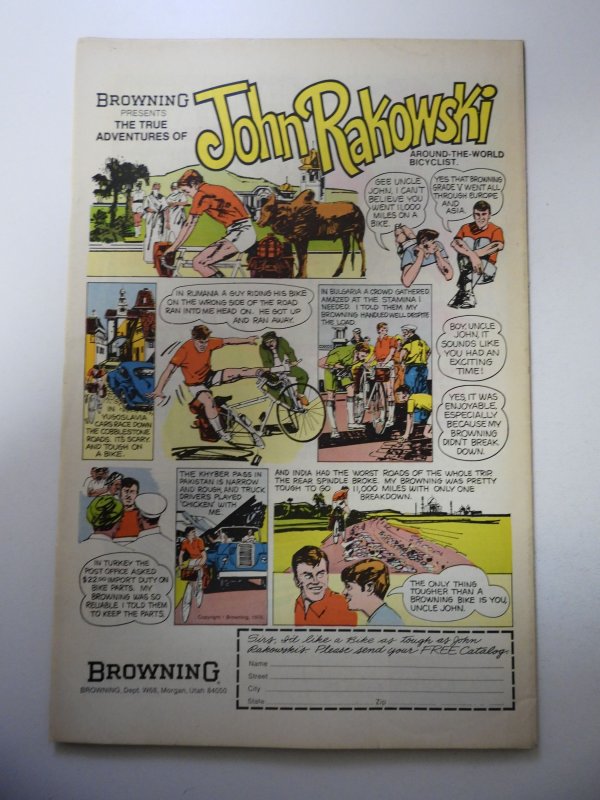 BROWNING
PRESENTS
THE TRUE
ADVENTURES OF
John Rakowski
AROUND-THE-WORLD
BICYCLIST.
GEE UNCLE
JOHN, I CAN'T
BELIEVE YOU
WENT 11,000
MILES ON A
BIKE.
YES THAT BROWNING
GRADE V WENT ALL
THROUGH EUROPE
AND
ASIA.
IN
YUGOSLAVIA
CARS RACE DOWN
THE COBBLESTONE
ROADS. IT'S SCARY.
AND TOUGH ON
A BIKE.
IN RUMANIA A GUY RIDING HIS BIKE
ON THE WRONG SIDE OF THE ROAD
RAN INTO ME HEAD ON. HE GOT UP
AND RAN AWAY.
IN BULGARIA A CROWD GATHERED
AMAZED AT THE STAMINA I
NEEDED. I TOLD THEM MY
BROWNING HANDLED WELL DESPITE
THE LOAD.
BOY, UNCLE
JOHN, IT
SOUNDS LIKE
YOU HAD AN
EXCITING
TIME!
YES, IT WAS
ENJOYABLE,
ESPECIALLY
BECAUSE MY
BROWNING
DIDN'T BREAK
DOWN.
IN TURKEY THE
POST OFFICE ASKED
$22.00 IMPORT DUTY ON
BIKE PARTS. MY
BROWNING WAS SO
RELIABLE I TOLD THEM
TO KEEP THE PARTS.
THE KHYBER PASS IN
PAKISTAN IS NARROW
AND ROUGH, AND TRUCK
DRIVERS PLAYED
"CHICKEN" WITH
ME.
Copyright © Browning, 1976.
AND INDIA HAD THE WORST ROADS OF THE WHOLE TRIP.
THE REAR SPINDLE BROKE. MY BROWNING WAS PRETTY
TOUGH TO GO 11,000 MILES WITH ONLY ONE
BREAKDOWN.
THE ONLY THING
TOUGHER THAN A
BROWNING BIKE IS YOU,
UNCLE JOHN.
BROWNING
BROWNING, Dept. W68, Morgan, Utah 84050
Sirs, I'd like a Bike as tough as John
Rakowski's. Please send your FREE Catalog.
Name
Street
City
State Zip